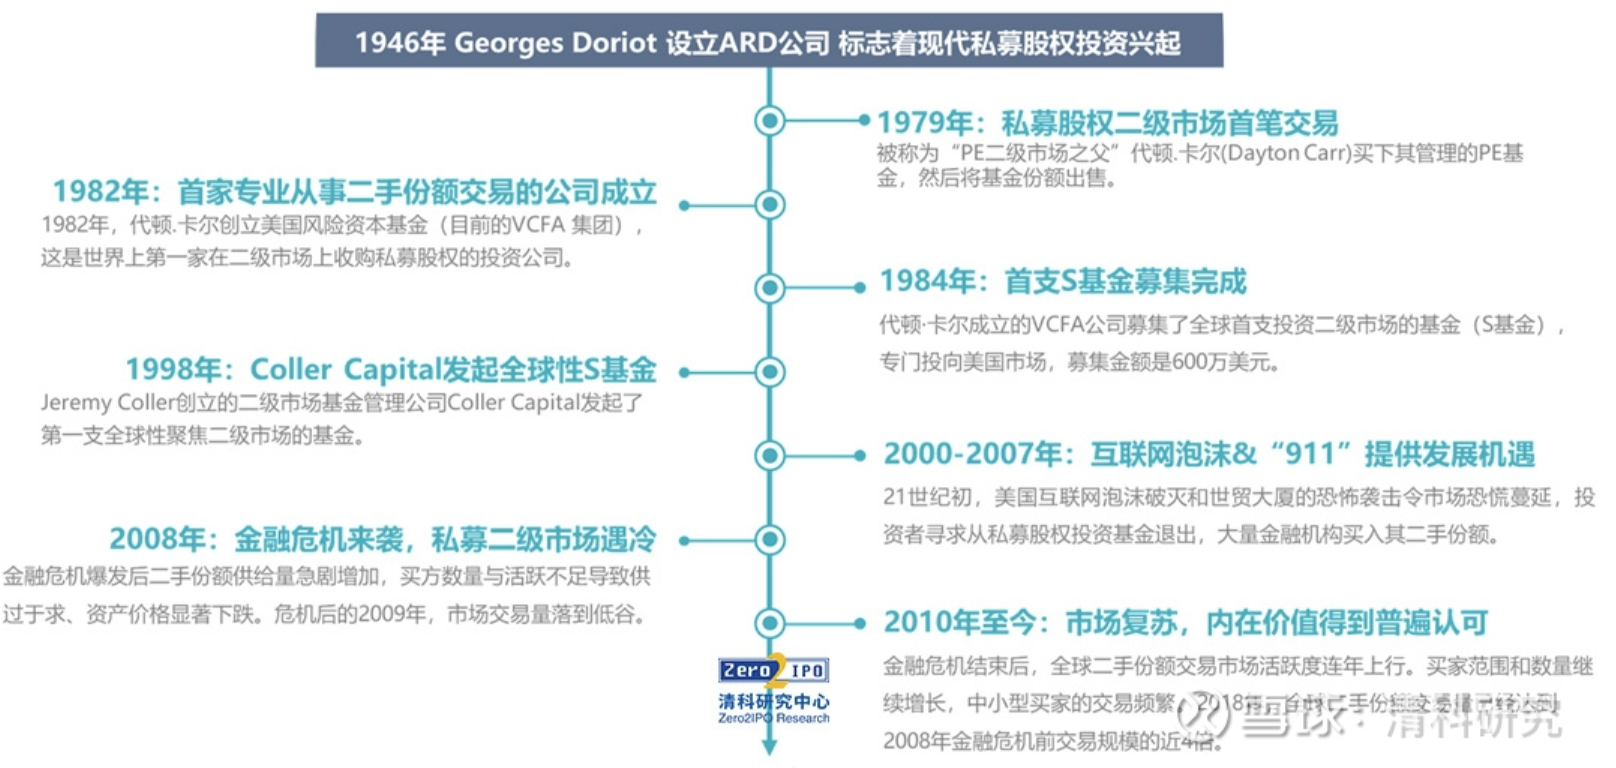 1946年 Georges Doriot 设立ARD公司 标志着现代私募股权投资兴起
1979年：私募股权二级市场首笔交易
被称为“PE二级市场之父”代顿.卡尔(Dayton Carr)买下其管理的PE基
金，然后将基金份额出售。
1982年：首家专业从事二手份额交易的公司成立
1982年，代顿.卡尔创立美国风险资本基金（目前的VCFA 集团），
这是世界上第一家在二级市场上收购私募股权的投资公司。
1984年：首支S基金募集完成
代顿·卡尔成立的VCFA公司募集了全球首支投资二级市场的基金（S基金），
专门投向美国市场，募集金额是600万美元。
1998年：Coller Capital发起全球性S基金
Jeremy Coller创立的二级市场基金管理公司Coller Capital发起了
第一支全球性聚焦二级市场的基金。
2000-2007年：互联网泡沫&“911”提供发展机遇
21世纪初，美国互联网泡沫破灭和世贸大厦的恐怖袭击令市场恐慌蔓延，投
资者寻求从私募股权投资基金退出，大量金融机构买入其二手份额。
2008年：金融危机来袭，私募二级市场遇冷
金融危机爆发后二手份额供给量急剧增加，买方数量与活跃不足导致供
过于求、资产价格显著下跌。危机后的2009年，市场交易量落到低谷。
2010年至今：市场复苏，内在价值得到普遍认可
金融危机结束后，全球二手份额交易市场活跃度连年上行。买家范围和数量继
续增长，中小型买家的交易频繁。2018年，全球二手份额交易量已经达到
2008年金融危机前交易规模的近4倍。
Zero2IPO
清科研究中心
Zero2IPO Research
雪球：清科研究